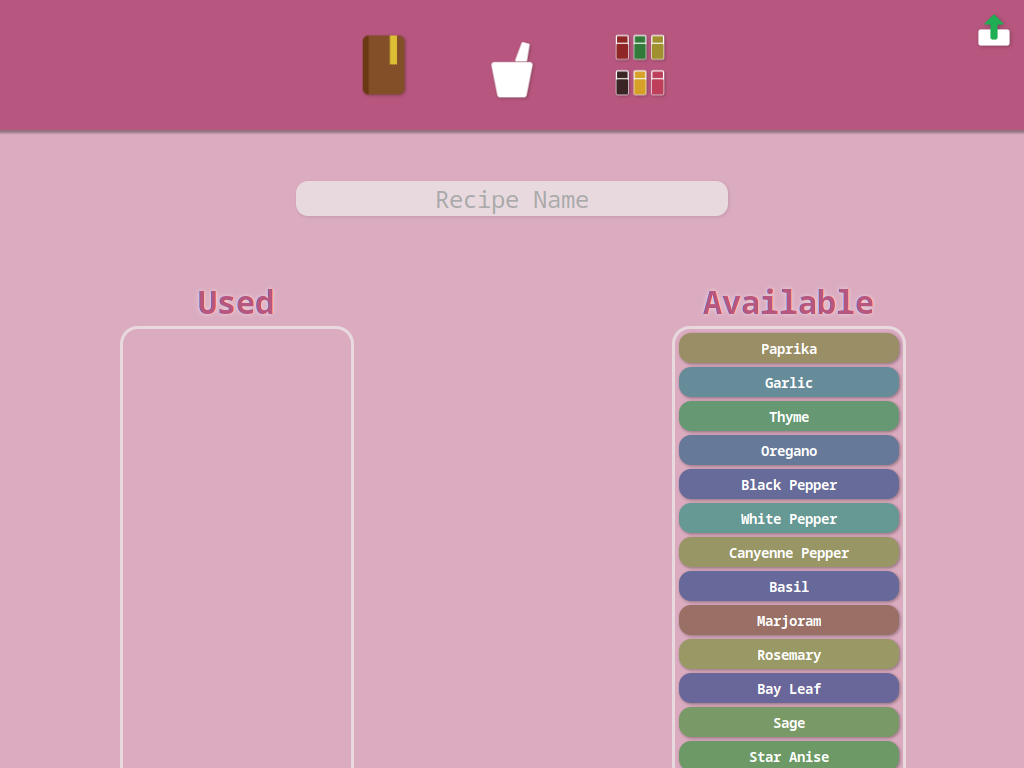 Recipe Name
Used
Available
Paprika
Garlic
Thyme
Oregano
Black Pepper
White Pepper
Canyenne Pepper
Basil
Marjoram
Rosemary
Bay Leaf
Sage
Star Anise